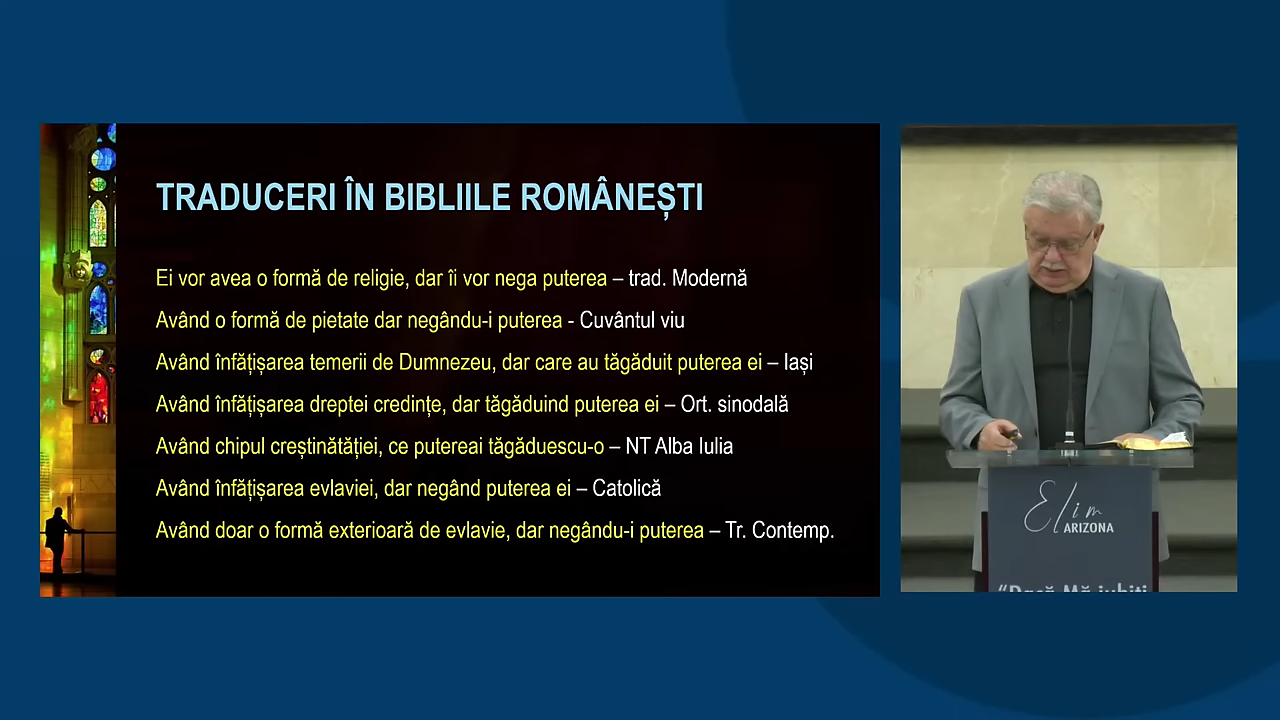 TRADUCERI ÎN BIBLIILE ROMÂNEȘTI
Ei vor avea o formă de religie, dar îi vor nega puterea – trad. Modernă
Având o formă de pietate dar negându-i puterea - Cuvântul viu
Având înfățișarea temerii de Dumnezeu, dar care au tăgăduit puterea ei – Iași
Având înfățișarea dreptei credințe, dar tăgăduind puterea ei – Ort. sinodală
Având chipul creștinătăției, ce putereai tăgăduescu-o – NT Alba Iulia
Având înfățișarea evlaviei, dar negând puterea ei – Catolică
Având doar o formă exterioară de evlavie, dar negându-i puterea – Tr. Contemp.
Elim
ARIZONA
“Dacă Mă iubiți